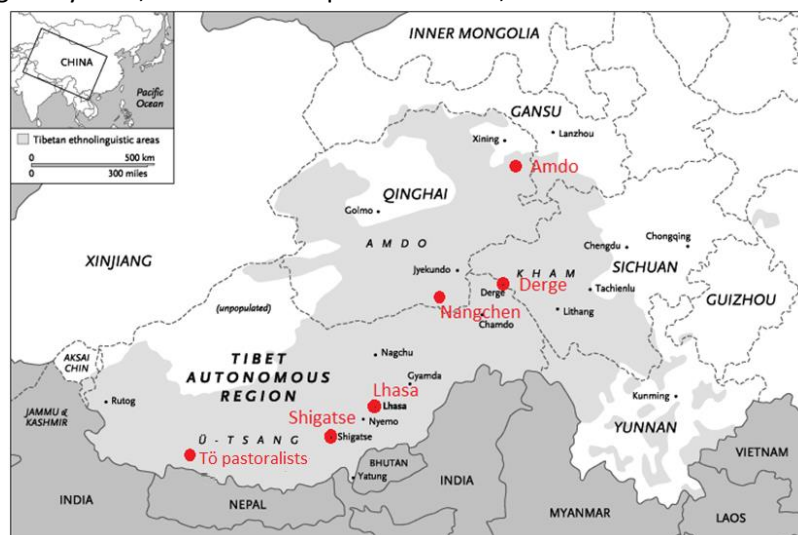 INNER MONGOLIA
CHINA
Pacific
Ocean
GANSU
Tibetan ethnolinguistic areas
0 500 km
0 300 miles
Xining
Lanzhou
Amdo
QINGHAI
Golmo
AMDO
XINJIANG
Jyekundo
KHAM
Chengdu
Chongqing
SICHUAN
Derge
Derge
Tachienlu
GUIZHOU
(unpopulated)
Nangchen
Lithang
Chamdo
TIBET
AUTONOMOUS
REGION
AKSAI
CHIN
Nagchu
Gyamda
Rutog
Lhasa
Lhasa
Kunming
JAMMU &
KASHMIR
Shigatse
Nyemo
YUNNAN
Ü-TSANG
Shigatse
Tö pastoralists
BHUTAN
VIETNAM
Yatung
INDIA
NEPAL
INDIA
MYANMAR
LAOS